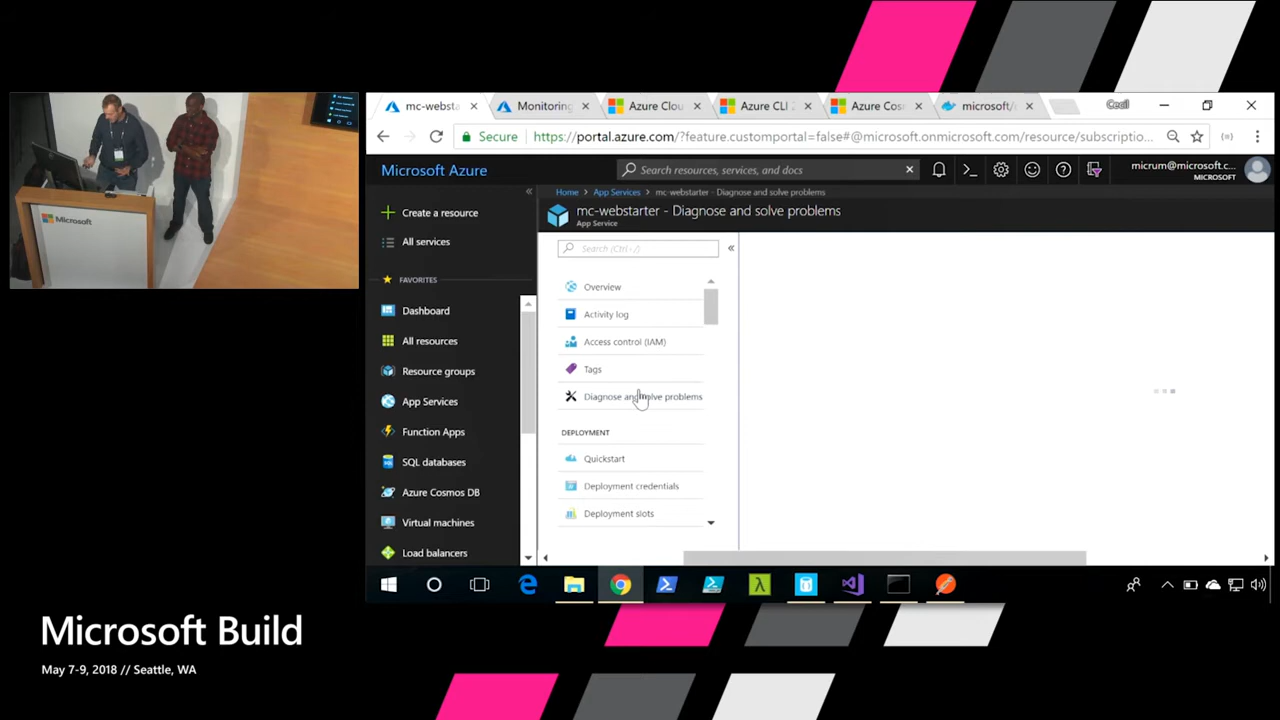 mc-websta
Monitoring
Azure Clou
Azure CLI 2
Azure Cos
microsoft/
Cecil
Secure
https://portal.azure.com/?feature.customportal=false#@microsoft.onmicrosoft.com/resource/subscriptio...
Microsoft Azure
Search resources, services, and docs
micrum@microsoft.c...
MICROSOFT
Home
App Services
mc-webstarter - Diagnose and solve problems
mc-webstarter - Diagnose and solve problems
App Service
Create a resource
All services
FAVORITES
Dashboard
All resources
Resource groups
App Services
Function Apps
SQL databases
Azure Cosmos DB
Virtual machines
Load balancers
Search (Ctrl+/)
Overview
Activity log
Access control (IAM)
Tags
Diagnose and solve problems
DEPLOYMENT
Quickstart
Deployment credentials
Deployment slots
Microsoft
Microsoft Build
May 7-9, 2018 // Seattle, WA